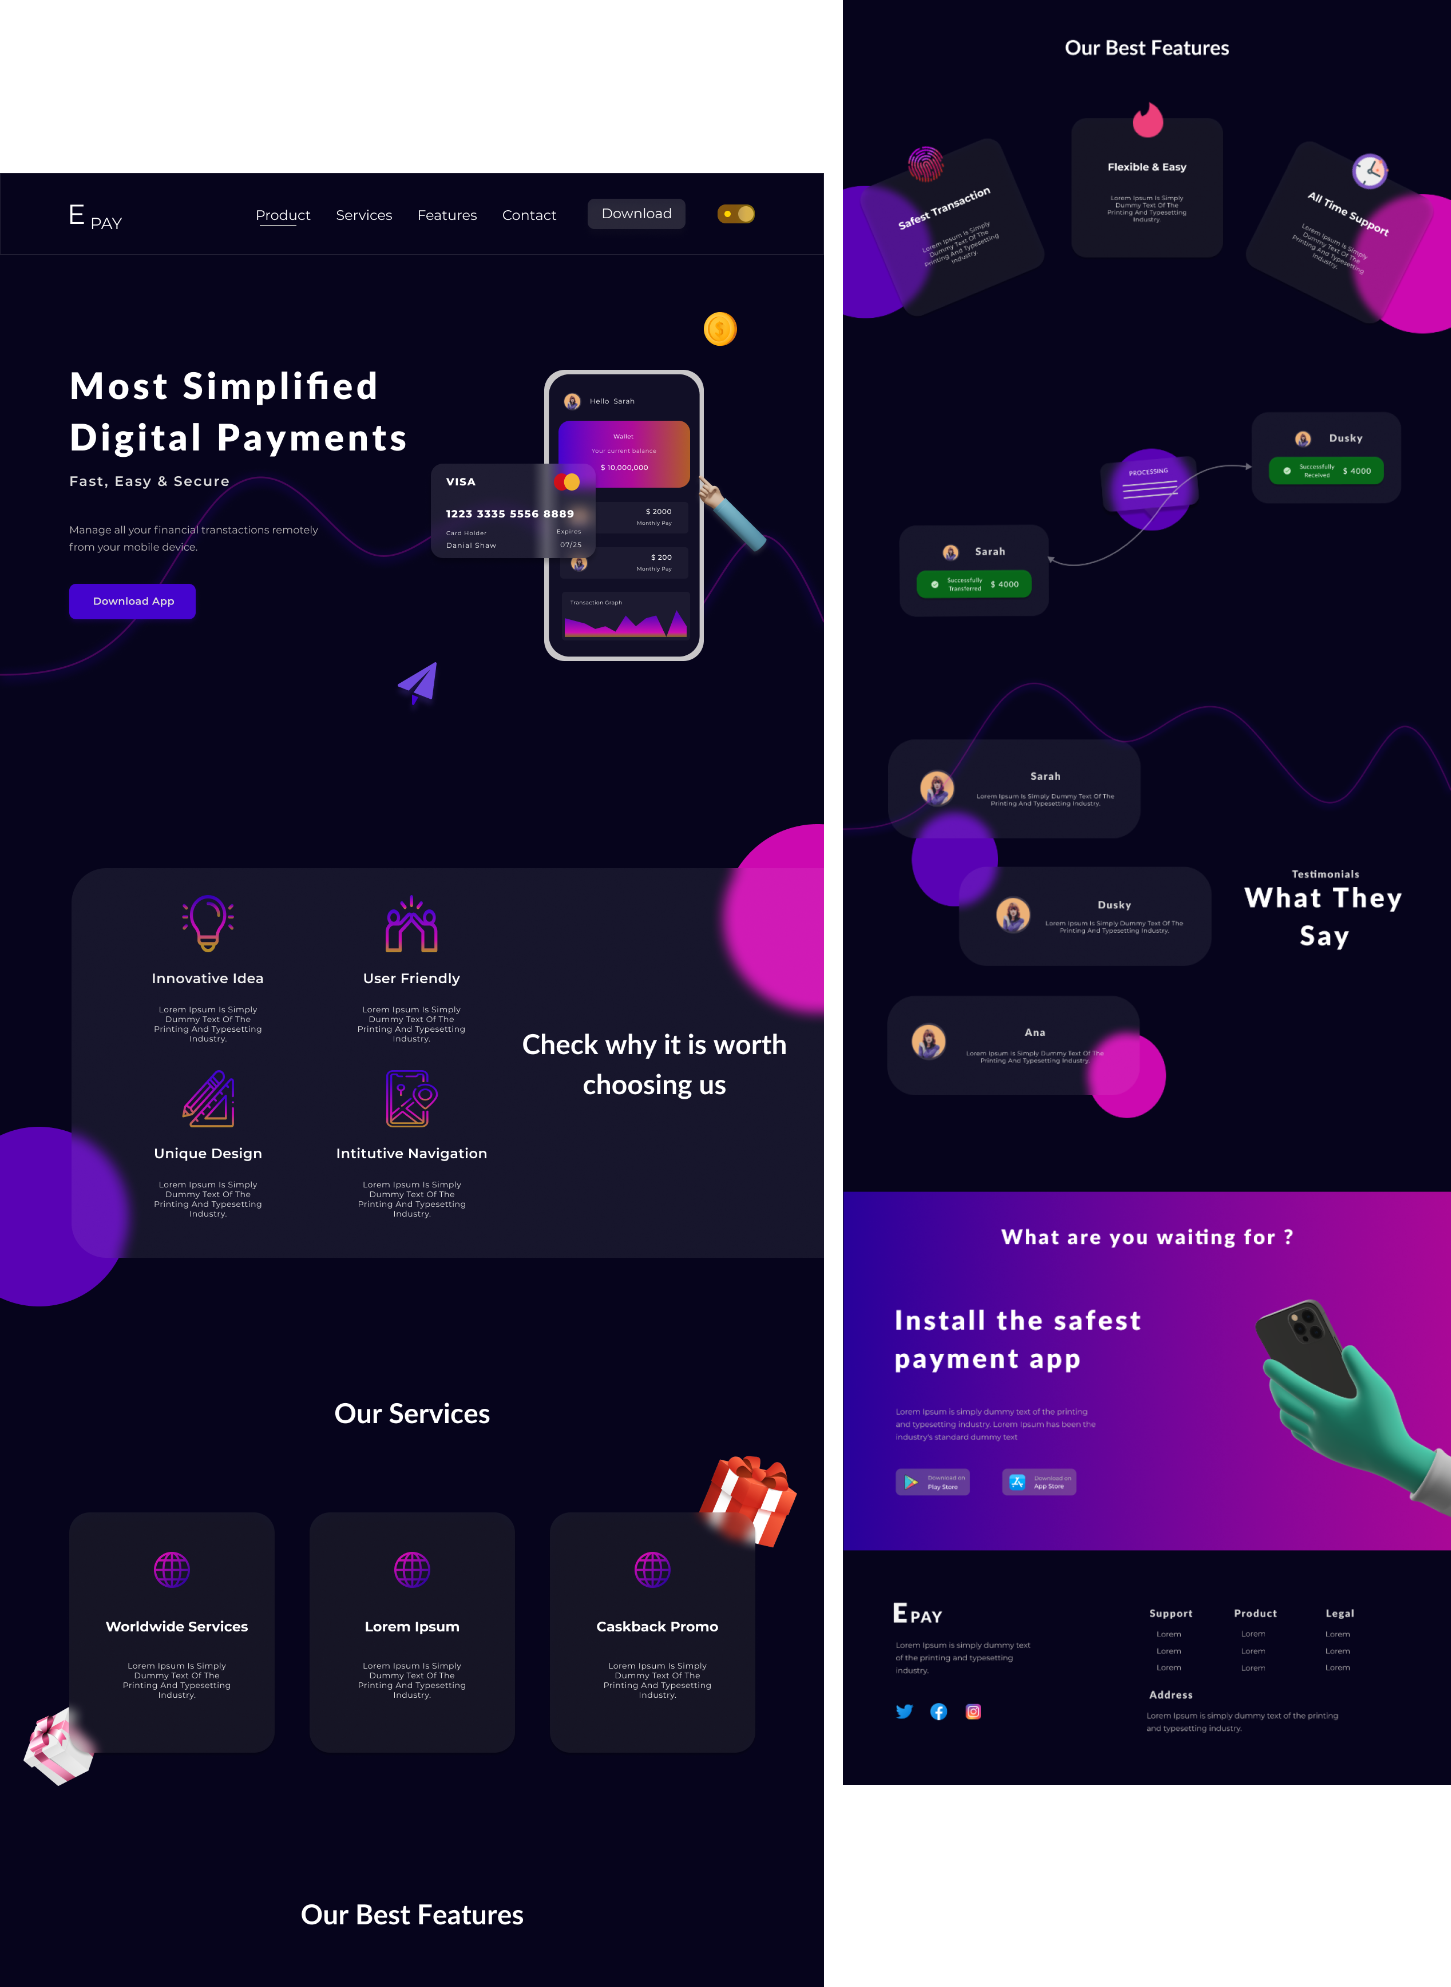 E PAY
Product Services Features Contact Download
Most Simplified
Digital Payments
Fast, Easy & Secure
Manage all your financial transtactions remotely
from your mobile device.
Download App
Hello Sarah
Wallet
Your current balance
$ 10,000,000
VISA
1223 3335 5556 8889
Card Holder
Expires
Danial Shaw
07/25
$ 2000
Monthly Pay
$ 200
Monthly Pay
Transaction Graph
Innovative Idea
Lorem Ipsum Is Simply
Dummy Text Of The
Printing And Typesetting
Industry.
User Friendly
Lorem Ipsum Is Simply
Dummy Text Of The
Printing And Typesetting
Industry.
Unique Design
Lorem Ipsum Is Simply
Dummy Text Of The
Printing And Typesetting
Industry.
Intitutive Navigation
Lorem Ipsum Is Simply
Dummy Text Of The
Printing And Typesetting
Industry.
Check why it is worth
choosing us
Our Services
Worldwide Services
Lorem Ipsum Is Simply
Dummy Text Of The
Printing And Typesetting
Industry.
Lorem Ipsum
Lorem Ipsum Is Simply
Dummy Text Of The
Printing And Typesetting
Industry.
Caskback Promo
Lorem Ipsum Is Simply
Dummy Text Of The
Printing And Typesetting
Industry.
Our Best Features
Our Best Features
Safest Transaction
Lorem Ipsum Is Simply
Dummy Text Of The
Printing And Typesetting
Industry
Flexible & Easy
Lorem Ipsum Is Simply
Dummy Text Of The
Printing And Typesetting
Industry
All Time Support
Lorem Ipsum Is Simply
Dummy Text Of The
Printing And Typesetting
Industry.
PROCESSING
Dusky
Successfully
Received
$ 4000
Sarah
Successfully
Transferred
$ 4000
Sarah
Lorem Ipsum Is Simply Dummy Text Of The
Printing And Typesetting Industry.
Dusky
Lorem Ipsum Is Simply Dummy Text Of The
Printing And Typesetting Industry.
Ana
Lorem Ipsum Is Simply Dummy Text Of The
Printing And Typesetting Industry.
Testimonials
What They
Say
What are you waiting for ?
Install the safest
payment app
Lorem Ipsum is simply dummy text of the printing
and typesetting industry. Lorem Ipsum has been the
industry's standard dummy text
Download on
Play Store
Download on
App Store
E PAY
Lorem Ipsum is simply dummy text
of the printing and typesetting
industry.
Support
Lorem
Lorem
Lorem
Product
Lorem
Lorem
Lorem
Legal
Lorem
Lorem
Lorem
Address
Lorem Ipsum is simply dummy text of the printing
and typesetting industry.